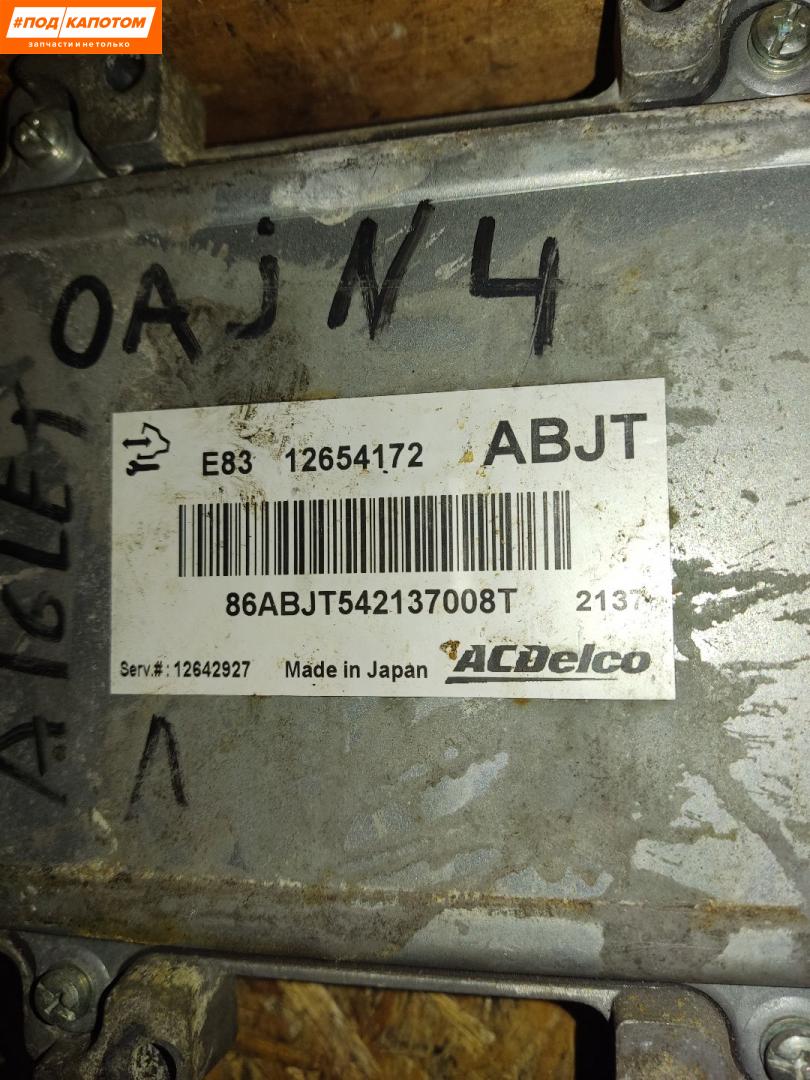 #ПОД КАПОТОМ
запчасти и не только
OAjN4
E83 12654172 ABJT
86ABJT542137008T 2137
Serv.#: 12642927 Made in Japan ACDelco
A16LET
Λ